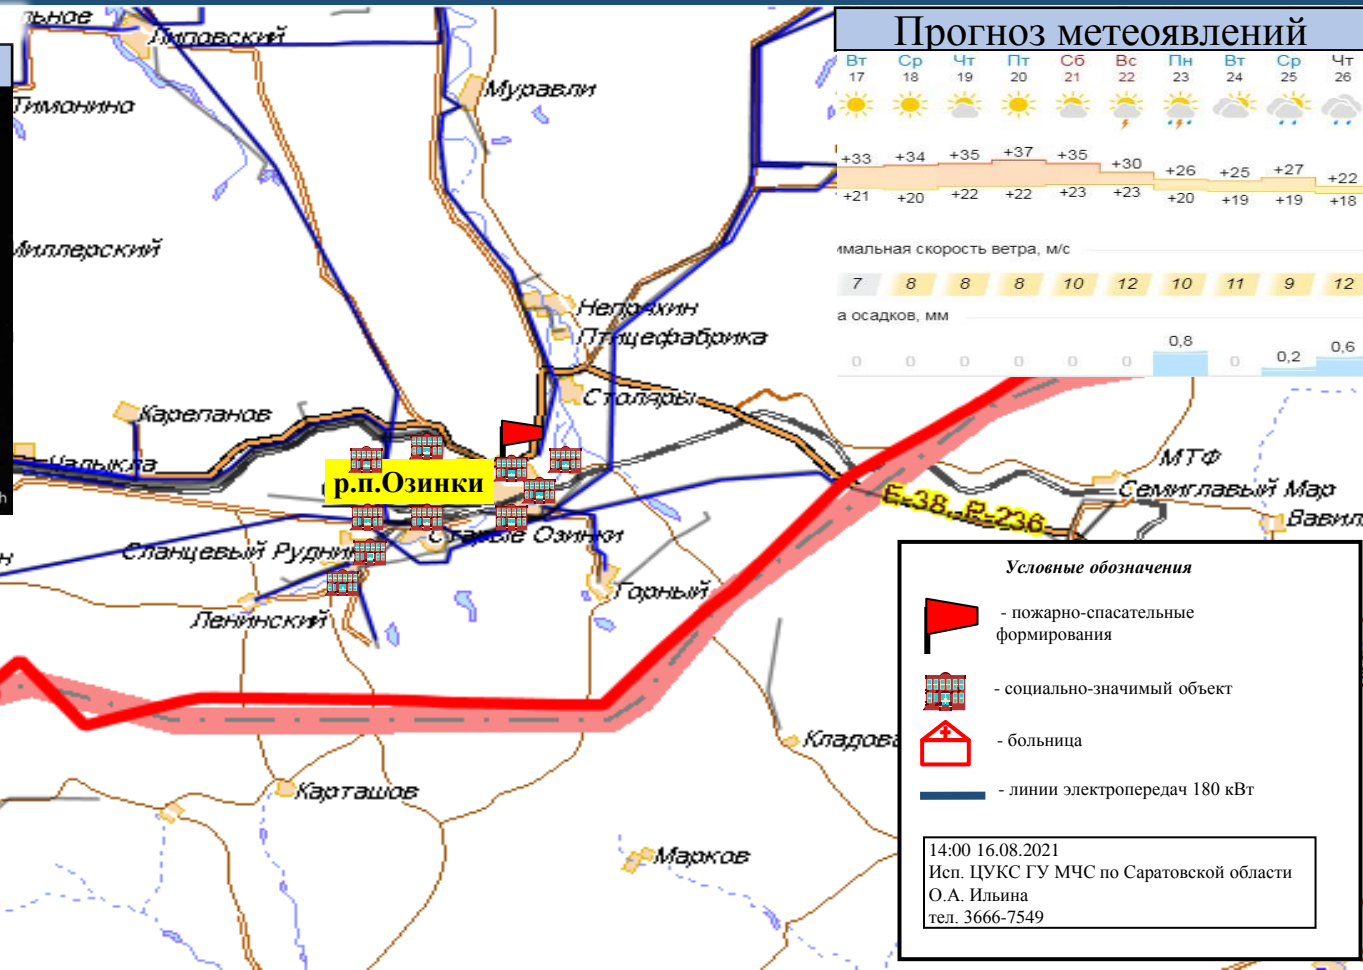 Прогноз метеоявлений
Вт Ср Чт Пт Сб Вс Пн Вт Ср Чт
17 18 19 20 21 22 23 24 25 26
+33 +34 +35 +37 +35 +30 +26 +25 +27 +22
+21 +20 +22 +22 +23 +23 +20 +19 +19 +18
имальная скорость ветра, м/с
7 8 8 8 10 12 10 11 9 12
а осадков, мм
0 0 0 0 0 0 0,8 0 0,2 0,6
льное
Липовский
Муравли
Тимонино
Миллерский
Непряхин
Птицефабрика
Столяры
Карепанов
Чалыкла
р.п.Озинки
МТФ
Семиглавый Мар
Е-38, Р-236
Вавил
Старые Озинки
Сланцевый Рудник
н
h
Горный
Ленинский
Кладова
Карташов
Марков
Условные обозначения
- пожарно-спасательные
формирования
- социально-значимый объект
- больница
- линии электропередач 180 кВт
14:00 16.08.2021
Исп. ЦУКС ГУ МЧС по Саратовской области
О.А. Ильина
тел. 3666-7549